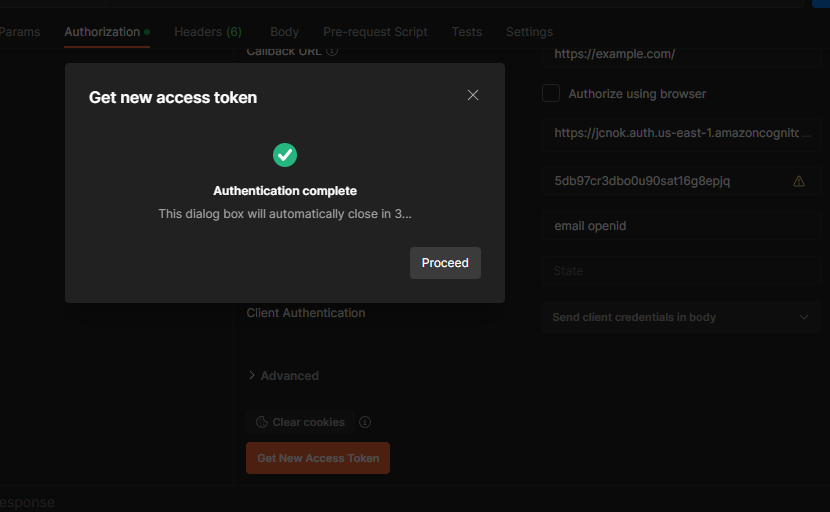 Params Authorization Headers (6) Body Pre-request Script Tests Settings
Callback URL
https://example.com/
Get new access token
Authorize using browser
https://jcnok.auth.us-east-1.amazoncognito...
Authentication complete
5db97cr3dbo0u90sat16g8epjq
This dialog box will automatically close in 3...
email openid
Proceed
State
Client Authentication
Send client credentials in body
Advanced
Clear cookies
Get New Access Token
esponse